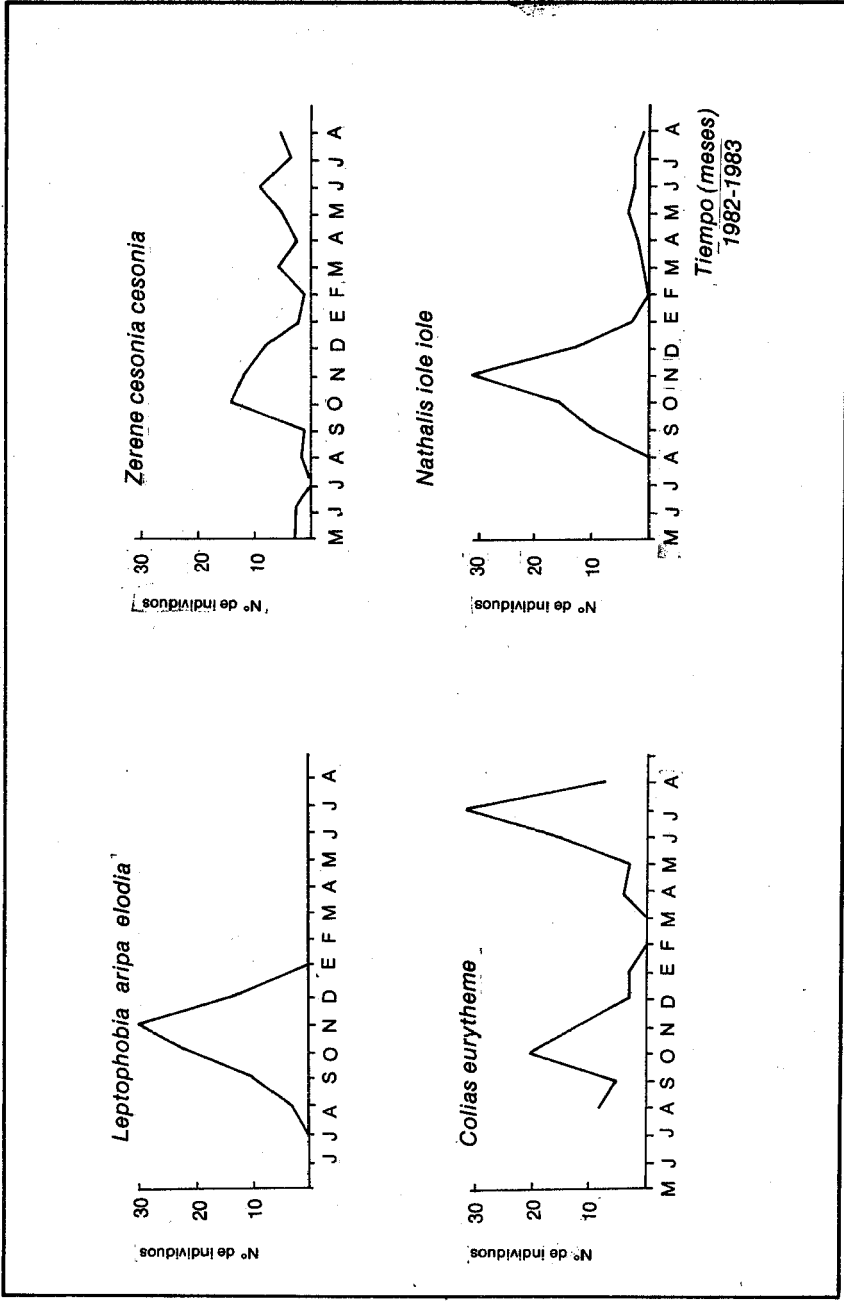 Leptophobia aripa elodia
Nº de individuos
30
20
10
J J A S O N D E F M A M J J A
Zerene cesonia cesonia
Nº de individuos
30
20
10
M J J A S O N D E F M A M J J A
Colias eurytheme
Nº de individuos
30
20
10
M J J A S O N D E F M A M J J A
Nathalis iole iole
Nº de individuos
30
20
10
M J J A S O N D E F M A M J J A
Tiempo (meses)
1982-1983